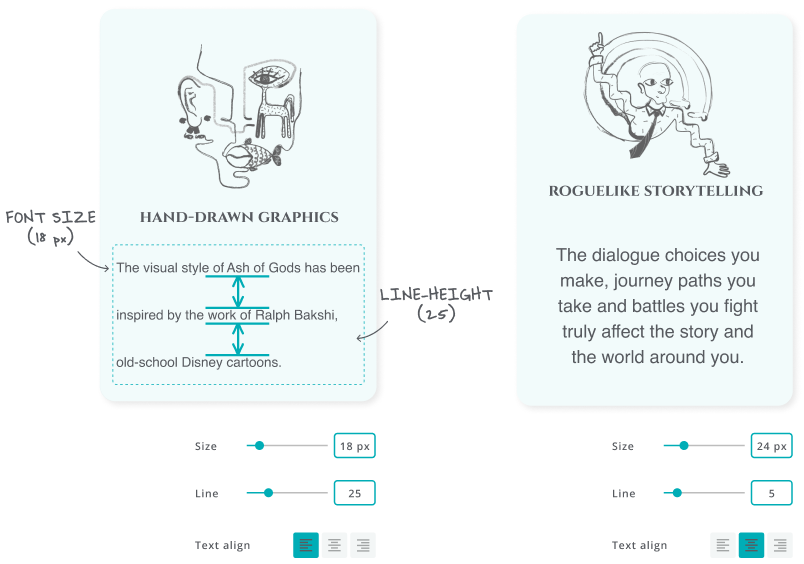 FONT SIZE
(18 px)
HAND-DRAWN GRAPHICS
The visual style of Ash of Gods has been
inspired by the work of Ralph Bakshi,
old-school Disney cartoons.
LINE-HEIGHT
(25)
Size
18 px
Line
25
Text align
ROGUELIKE STORYTELLING
The dialogue choices you
make, journey paths you
take and battles you fight
truly affect the story and
the world around you.
Size
24 px
Line
5
Text align